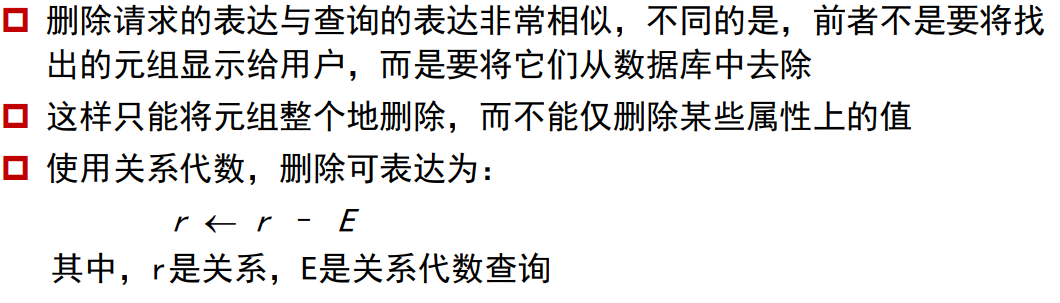 删除请求的表达与查询的表达非常相似，不同的是，前者不是要将找
出的元组显示给用户，而是要将它们从数据库中去除
这样只能将元组整个地删除，而不能仅删除某些属性上的值
使用关系代数，删除可表达为：
r ← r - E
其中，r是关系，E是关系代数查询